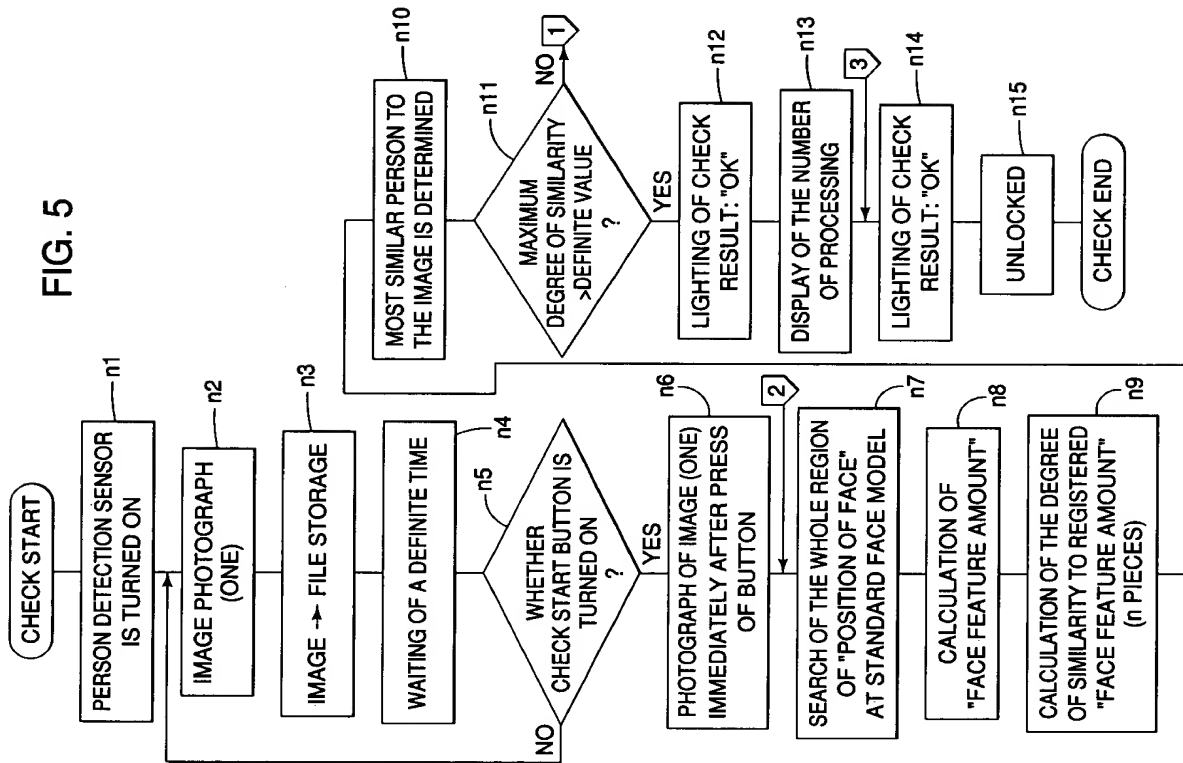 FIG. 5
CHECK START
PERSON DETECTION SENSOR
IS TURNED ON
n1
IMAGE PHOTOGRAPH
(ONE)
n2
IMAGE → FILE STORAGE
n3
WAITING OF A DEFINITE TIME
n4
WHETHER
CHECK START BUTTON IS
TURNED ON
?
n5
NO
YES
PHOTOGRAPH OF IMAGE (ONE)
IMMEDIATELY AFTER PRESS
OF BUTTON
n6
2
SEARCH OF THE WHOLE REGION
OF "POSITION OF FACE"
AT STANDARD FACE MODEL
n7
CALCULATION OF
"FACE FEATURE AMOUNT"
n8
CALCULATION OF THE DEGREE
OF SIMILARITY TO REGISTERED
"FACE FEATURE AMOUNT"
(n PIECES)
n9
MOST SIMILAR PERSON TO
THE IMAGE IS DETERMINED
n10
MAXIMUM
DEGREE OF SIMILARITY
>DEFINITE VALUE
?
n11
NO
1
YES
LIGHTING OF CHECK
RESULT: "OK"
n12
DISPLAY OF THE NUMBER
OF PROCESSING
n13
3
LIGHTING OF CHECK
RESULT: "OK"
n14
UNLOCKED
n15
CHECK END